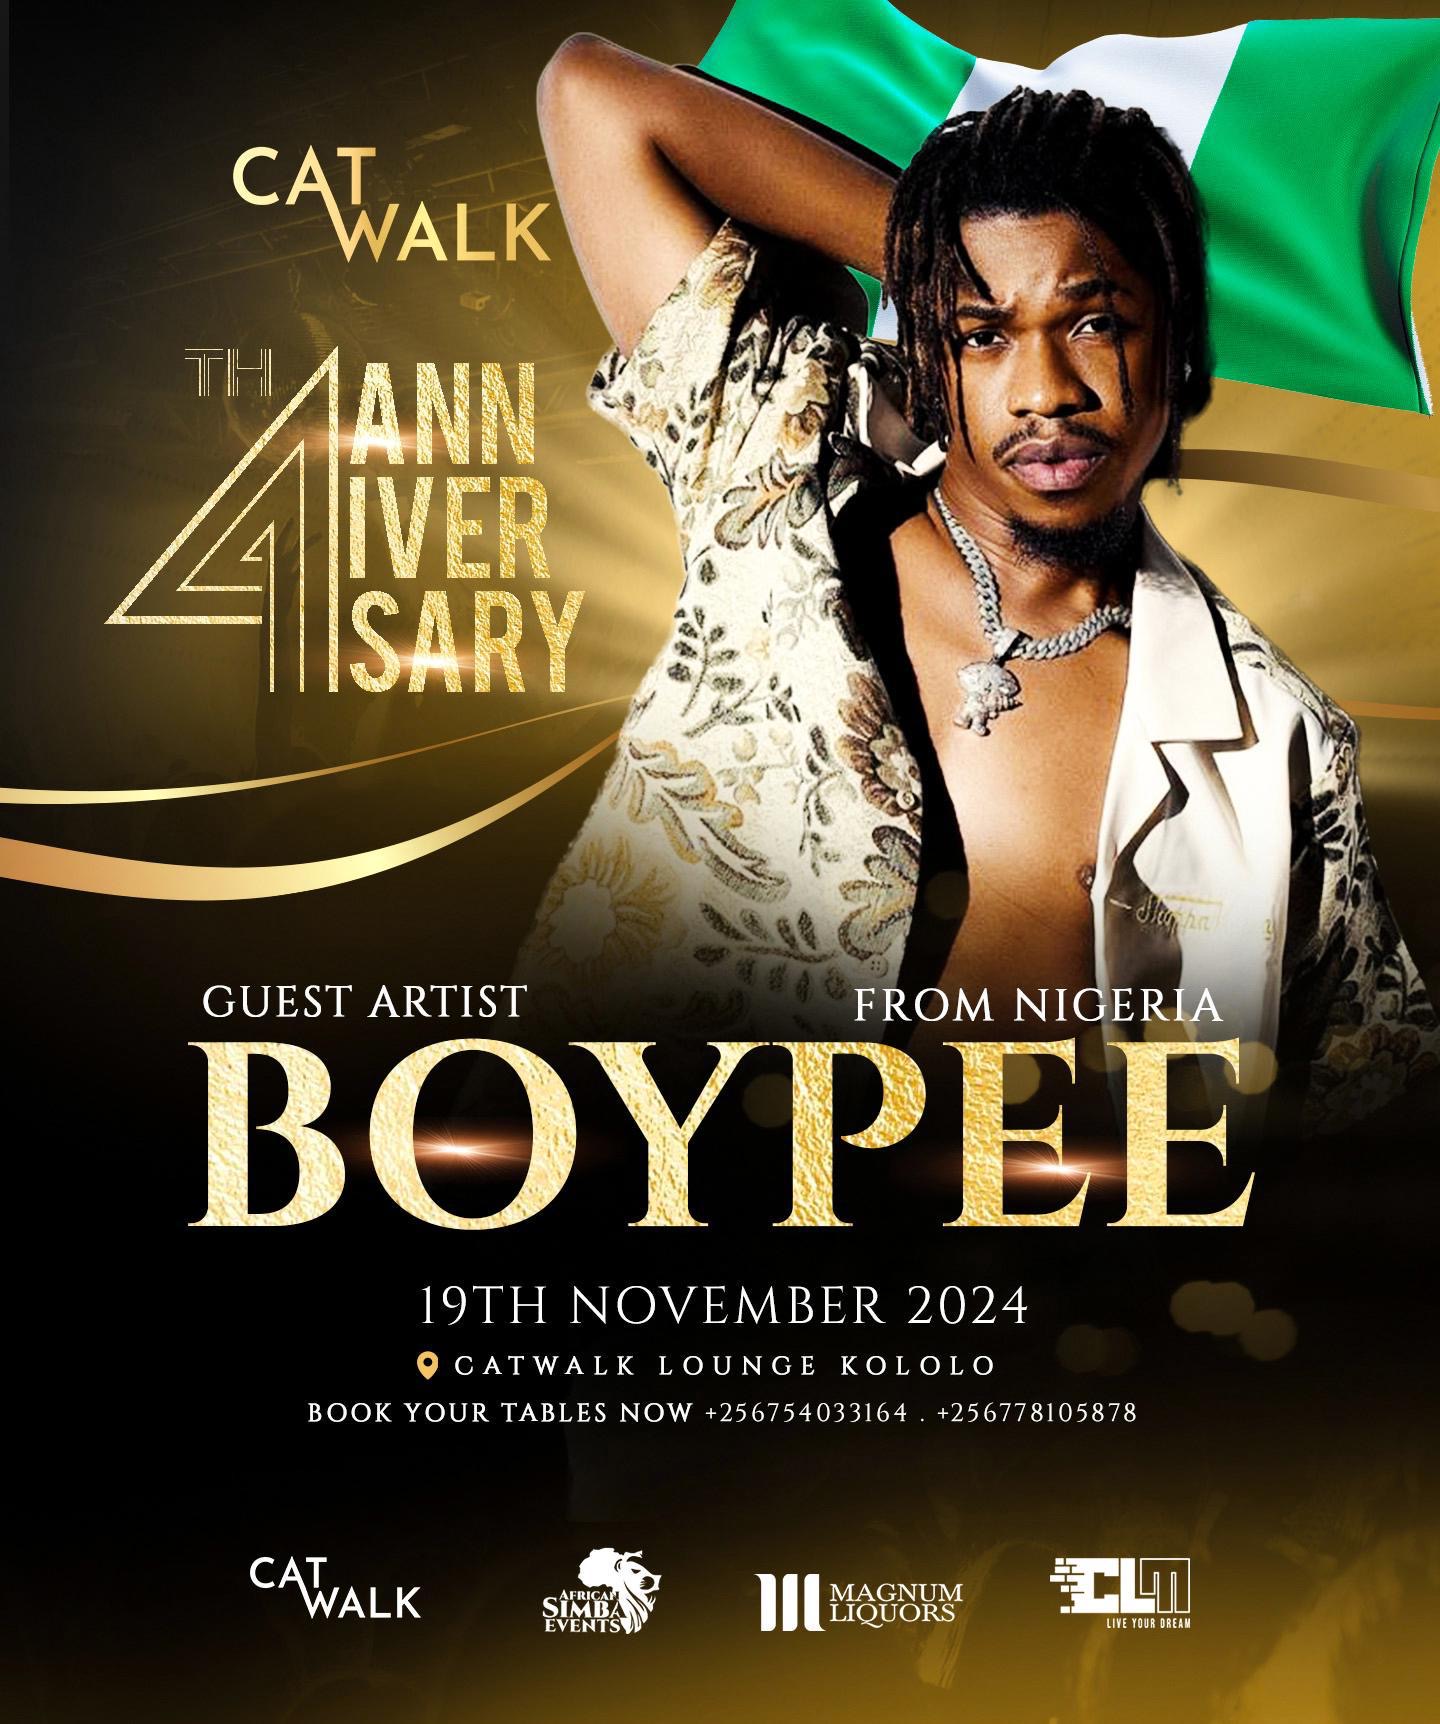 CAT
WALK
TH
4
ANN
IVER
SARY
GUEST ARTIST
FROM NIGERIA
BOYPEE
19TH NOVEMBER 2024
CATWALK LOUNGE KOLOLO
BOOK YOUR TABLES NOW +256754033164 . +256778105878
CAT
WALK
AFRICAN
SIMBA
EVENTS
MAGNUM
LIQUORS
CLM
LIVE YOUR DREAM